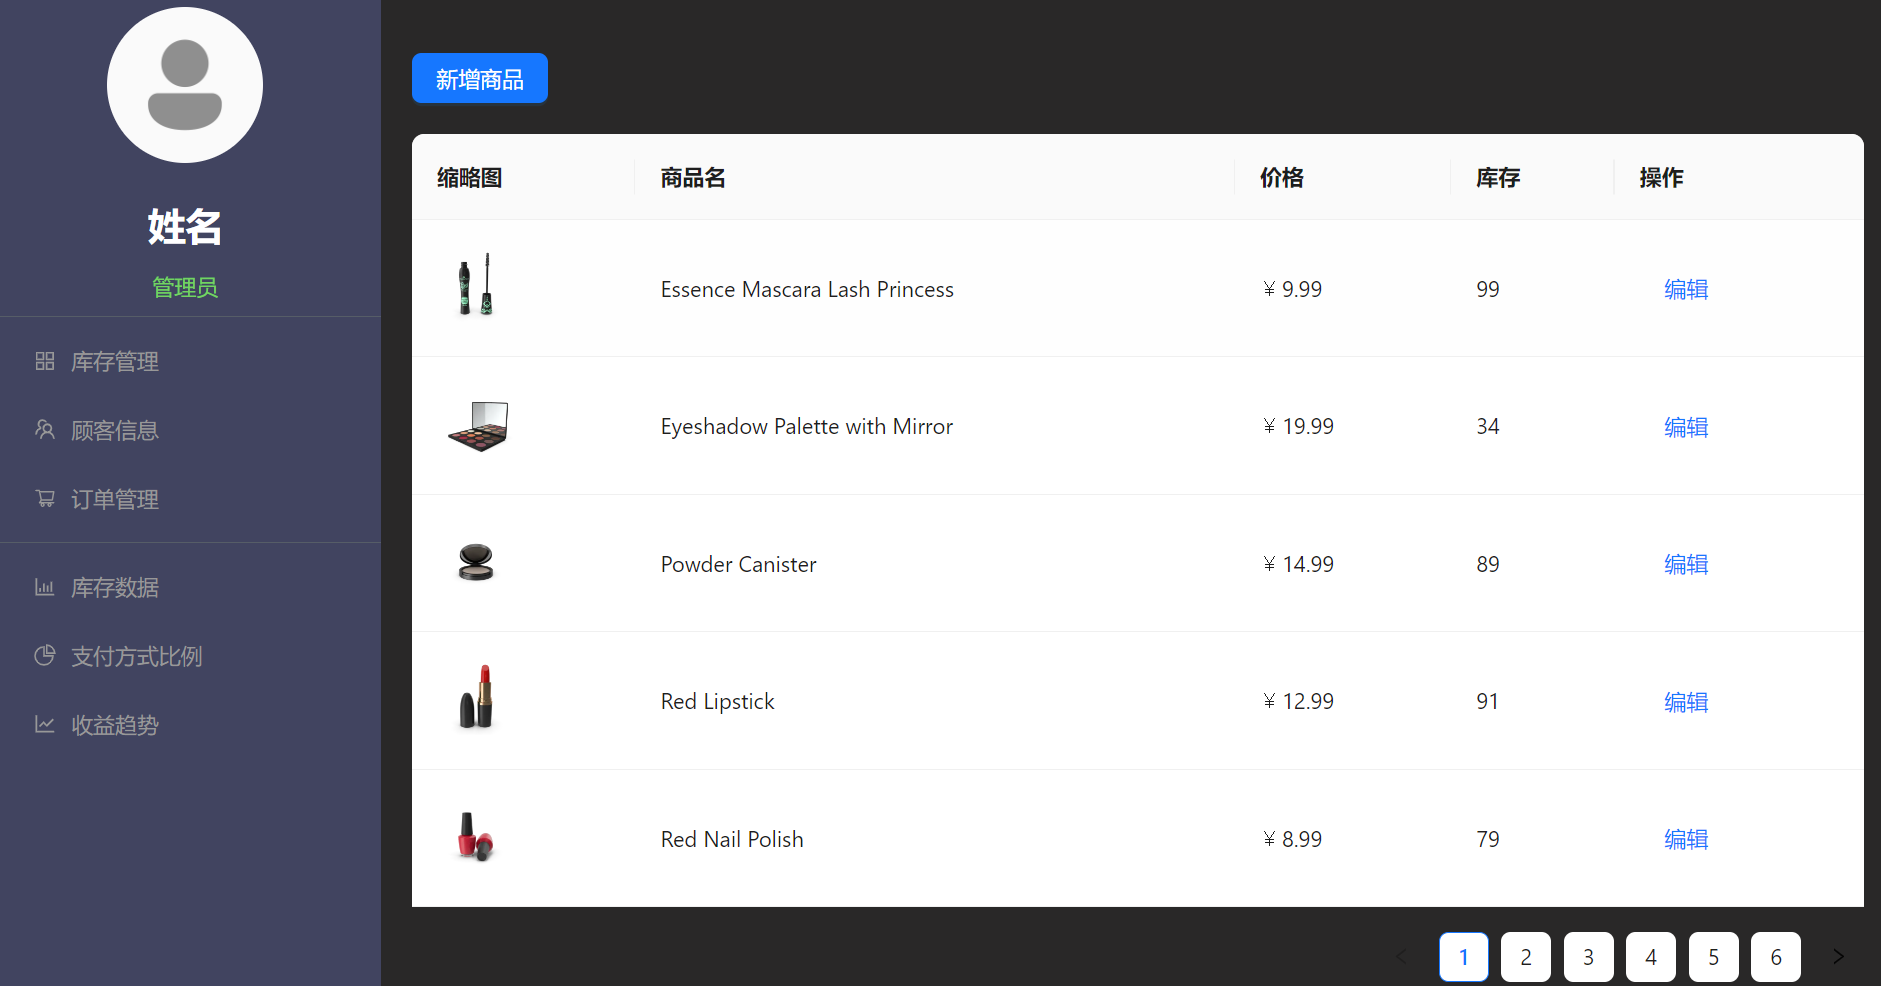 姓名
管理员
库存管理
顾客信息
订单管理
库存数据
支付方式比例
收益趋势
新增商品
缩略图 商品名 价格 库存 操作
Essence Mascara Lash Princess ¥ 9.99 99 编辑
Eyeshadow Palette with Mirror ¥ 19.99 34 编辑
Powder Canister ¥ 14.99 89 编辑
Red Lipstick ¥ 12.99 91 编辑
Red Nail Polish ¥ 8.99 79 编辑
< 1 2 3 4 5 6 >